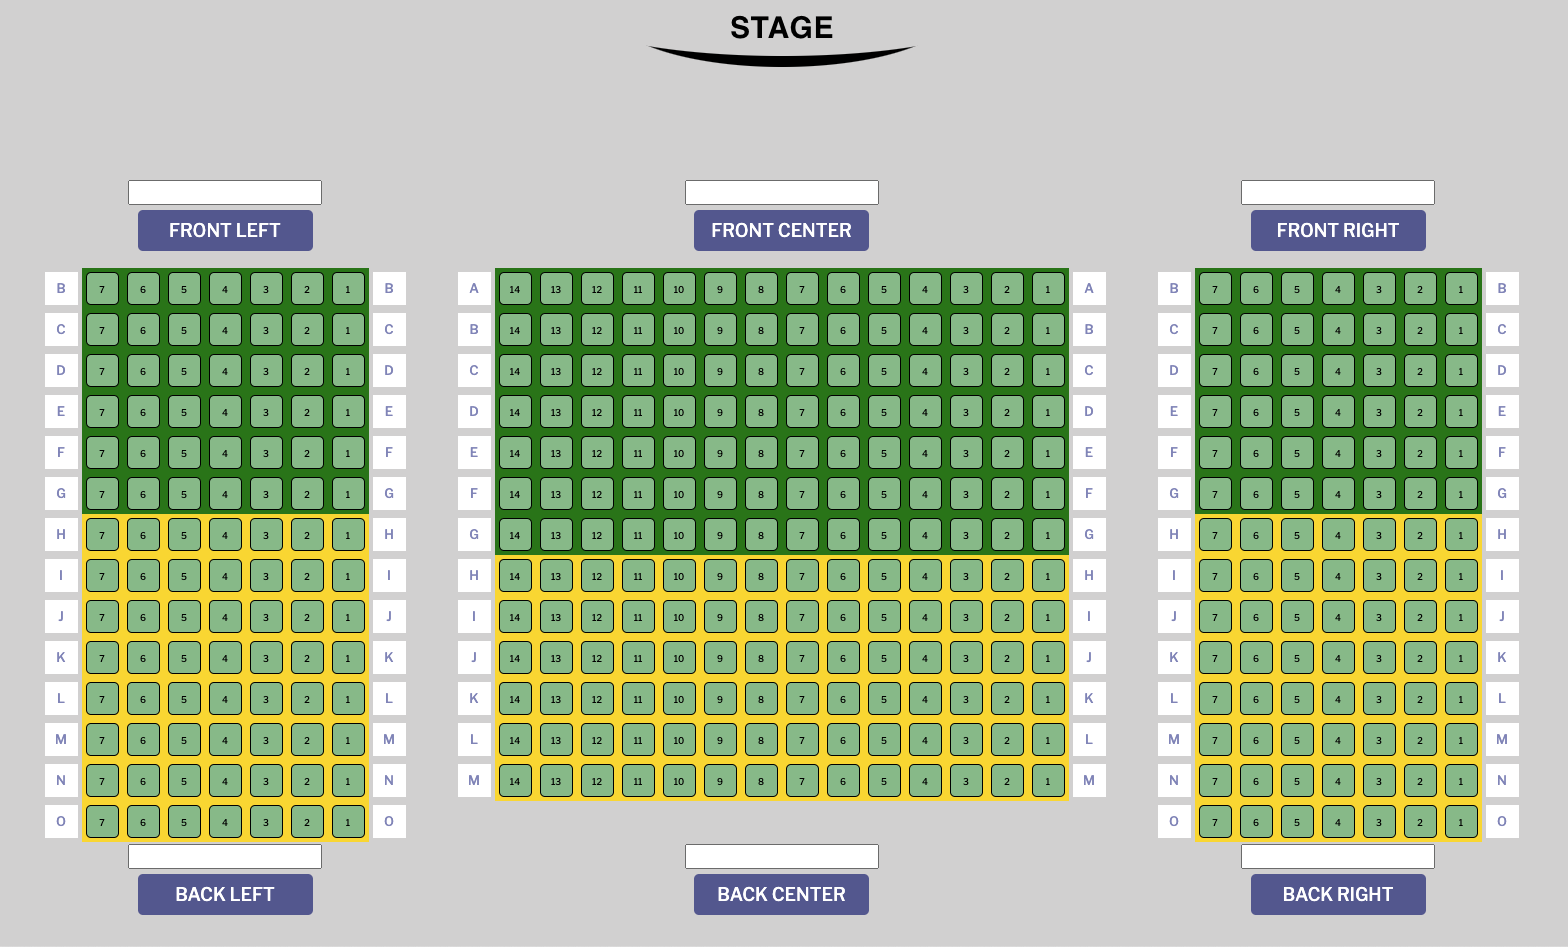 STAGE
FRONT LEFT FRONT CENTER FRONT RIGHT
B 7 6 5 4 3 2 1 B A 14 13 12 11 10 9 8 7 6 5 4 3 2 1 A B 7 6 5 4 3 2 1 B
C 7 6 5 4 3 2 1 C B 14 13 12 11 10 9 8 7 6 5 4 3 2 1 B C 7 6 5 4 3 2 1 C
D 7 6 5 4 3 2 1 D C 14 13 12 11 10 9 8 7 6 5 4 3 2 1 C D 7 6 5 4 3 2 1 D
E 7 6 5 4 3 2 1 E D 14 13 12 11 10 9 8 7 6 5 4 3 2 1 D E 7 6 5 4 3 2 1 E
F 7 6 5 4 3 2 1 F E 14 13 12 11 10 9 8 7 6 5 4 3 2 1 E F 7 6 5 4 3 2 1 F
G 7 6 5 4 3 2 1 G F 14 13 12 11 10 9 8 7 6 5 4 3 2 1 F G 7 6 5 4 3 2 1 G
H 7 6 5 4 3 2 1 H G 14 13 12 11 10 9 8 7 6 5 4 3 2 1 G H 7 6 5 4 3 2 1 H
I 7 6 5 4 3 2 1 I H 14 13 12 11 10 9 8 7 6 5 4 3 2 1 H I 7 6 5 4 3 2 1 I
J 7 6 5 4 3 2 1 J I 14 13 12 11 10 9 8 7 6 5 4 3 2 1 I J 7 6 5 4 3 2 1 J
K 7 6 5 4 3 2 1 K J 14 13 12 11 10 9 8 7 6 5 4 3 2 1 J K 7 6 5 4 3 2 1 K
L 7 6 5 4 3 2 1 L K 14 13 12 11 10 9 8 7 6 5 4 3 2 1 K L 7 6 5 4 3 2 1 L
M 7 6 5 4 3 2 1 M L 14 13 12 11 10 9 8 7 6 5 4 3 2 1 L M 7 6 5 4 3 2 1 M
N 7 6 5 4 3 2 1 N M 14 13 12 11 10 9 8 7 6 5 4 3 2 1 M N 7 6 5 4 3 2 1 N
O 7 6 5 4 3 2 1 O O 7 6 5 4 3 2 1 O
BACK LEFT BACK CENTER BACK RIGHT